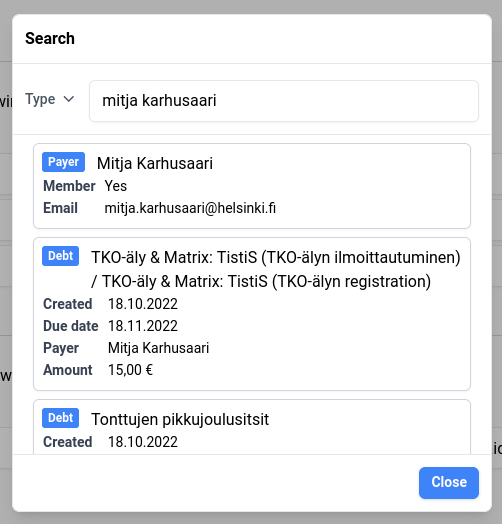 Search
Type
mitja karhusaari
Payer Mitja Karhusaari
Member Yes
Email mitja.karhusaari@helsinki.fi
Debt TKO-äly & Matrix: TistiS (TKO-älyn ilmoittautuminen)
/ TKO-äly & Matrix: TistiS (TKO-älyn registration)
Created 18.10.2022
Due date 18.11.2022
Payer Mitja Karhusaari
Amount 15,00 €
Debt Tonttujen pikkujoulusitsit
Created 18.10.2022
Close